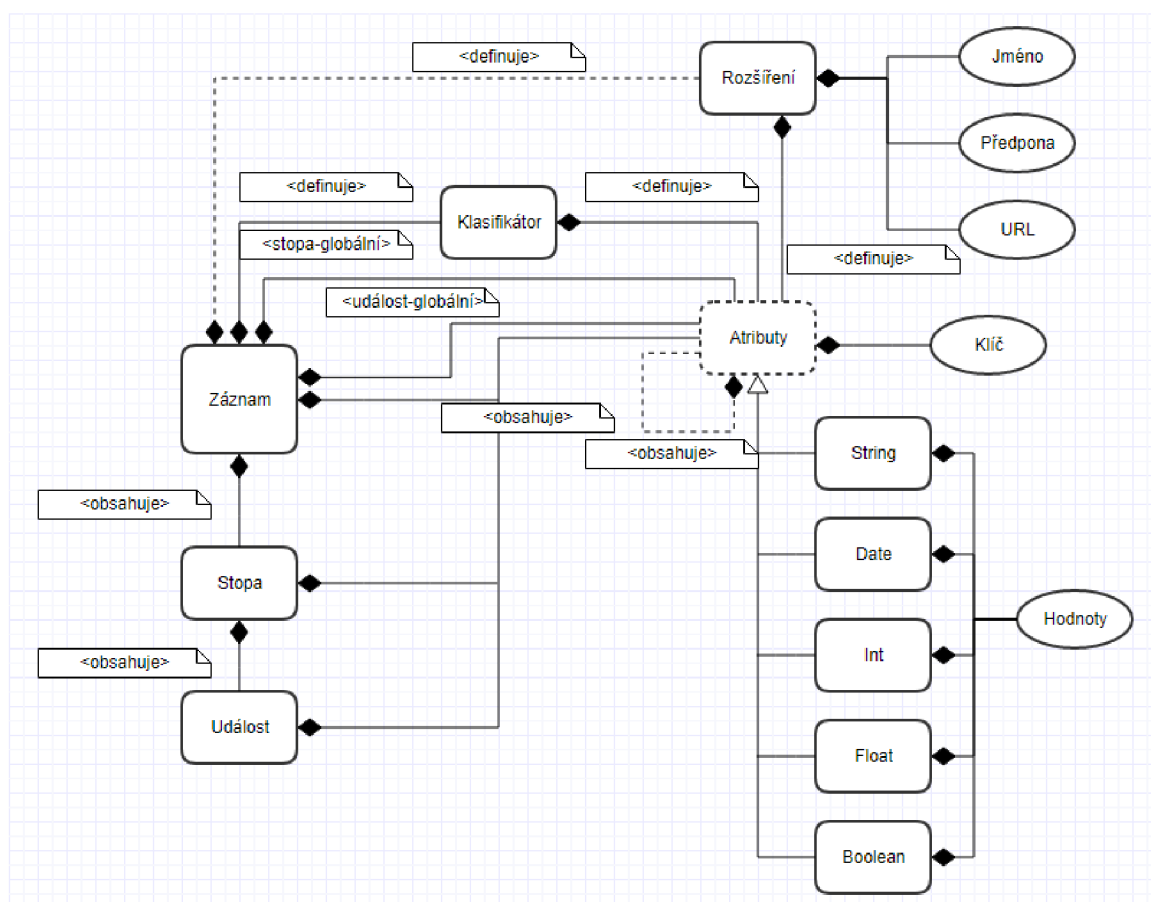 <definuje>
Rozšíření
Jméno
Předpona
URL
<definuje>
Klasifikátor
<definuje>
<stopa-globální>
<definuje>
<událost-globální>
Atributy
Klíč
Záznam
<obsahuje>
<obsahuje>
String
<obsahuje>
Date
Stopa
Hodnoty
Int
<obsahuje>
Událost
Float
Boolean